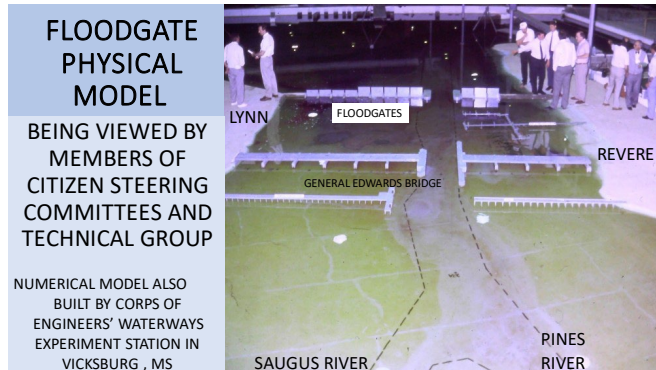 FLOODGATE
PHYSICAL
MODEL
BEING VIEWED BY
MEMBERS OF
CITIZEN STEERING
COMMITTEES AND
TECHNICAL GROUP
NUMERICAL MODEL ALSO
BUILT BY CORPS OF
ENGINEERS’ WATERWAYS
EXPERIMENT STATION IN
VICKSBURG , MS
LYNN
FLOODGATES
REVERE
GENERAL EDWARDS BRIDGE
SAUGUS RIVER
PINES
RIVER